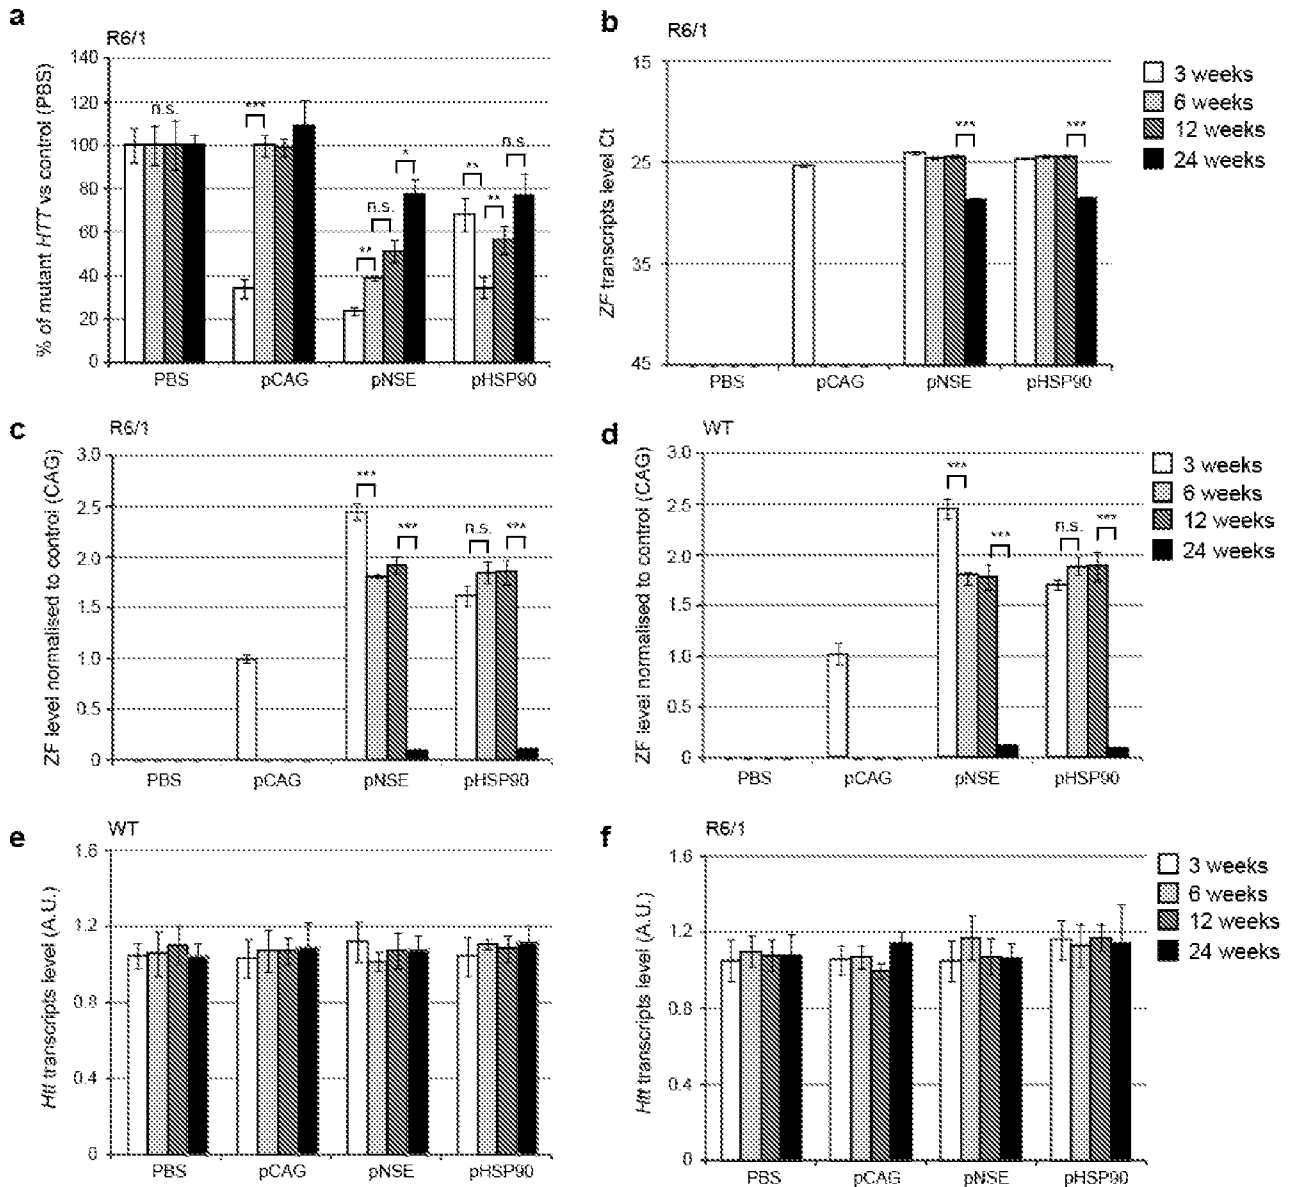 a
R6/1
% of mutant HTT vs control (PBS)
140
120
100
80
60
40
20
0
n.s.
***
**
n.s.
*
**
**
n.s.
PBS
pCAG
pNSE
pHSP90
b
R6/1
ZF transcripts level Ct
15
25
35
45
***
***
PBS
pCAG
pNSE
pHSP90
3 weeks
6 weeks
12 weeks
24 weeks
c
R6/1
ZF level normalised to control (CAG)
3.0
2.5
2.0
1.5
1.0
0.5
0
***
***
n.s.
***
PBS
pCAG
pNSE
pHSP90
d
WT
ZF level normalised to control (CAG)
3.0
2.5
2.0
1.5
1.0
0.5
0
***
***
n.s.
***
PBS
pCAG
pNSE
pHSP90
3 weeks
6 weeks
12 weeks
24 weeks
e
WT
Htt transcripts level (A.U.)
1.6
1.2
0.8
0.4
0
PBS
pCAG
pNSE
pHSP90
f
R6/1
Htt transcripts level (A.U.)
1.6
1.2
0.8
0.4
0
PBS
pCAG
pNSE
pHSP90
3 weeks
6 weeks
12 weeks
24 weeks